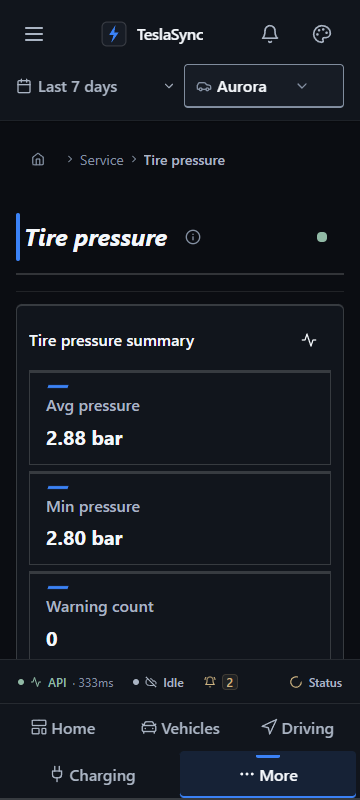 TeslaSync
Last 7 days
Aurora
Service
Tire pressure
Tire pressure
Tire pressure summary
Avg pressure
2.88 bar
Min pressure
2.80 bar
Warning count
0
API · 333ms
Idle
2
Status
Home
Vehicles
Driving
Charging
More